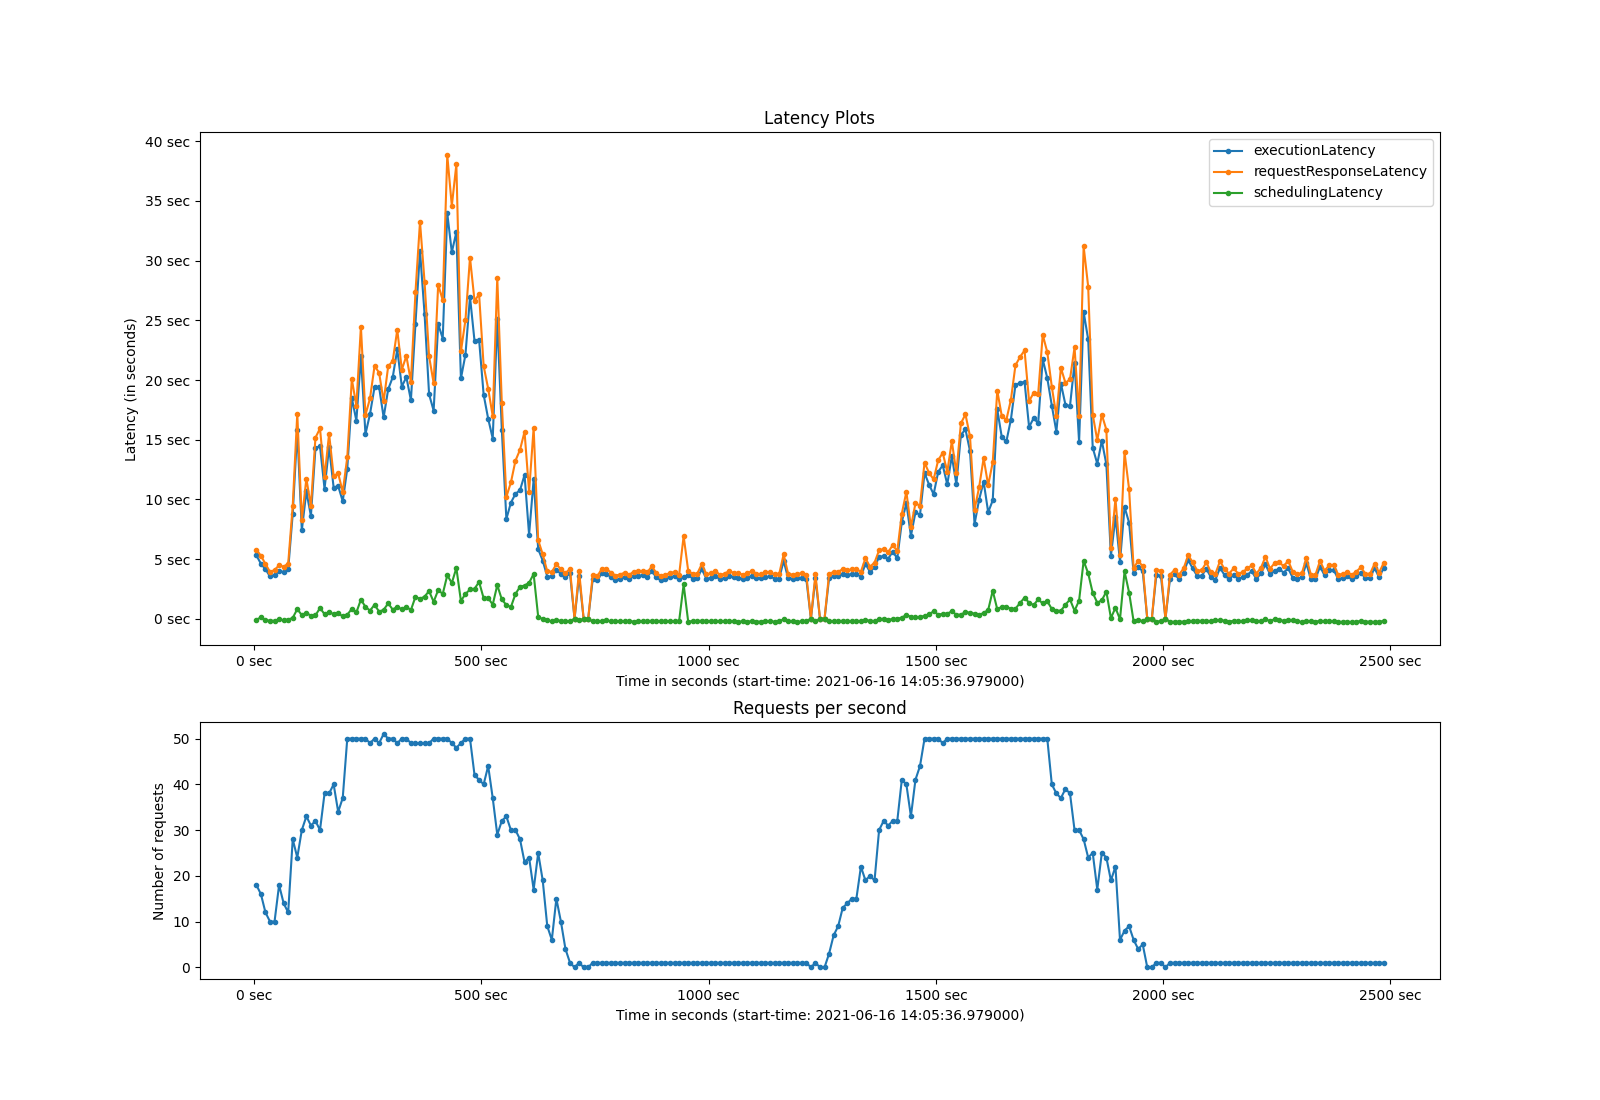 Latency Plots
40 sec
35 sec
30 sec
25 sec
20 sec
15 sec
10 sec
5 sec
0 sec
Latency (in seconds)
executionLatency
requestResponseLatency
schedulingLatency
0 sec 500 sec 1000 sec 1500 sec 2000 sec 2500 sec
Time in seconds (start-time: 2021-06-16 14:05:36.979000)
Requests per second
50
40
30
20
10
0
Number of requests
0 sec 500 sec 1000 sec 1500 sec 2000 sec 2500 sec
Time in seconds (start-time: 2021-06-16 14:05:36.979000)